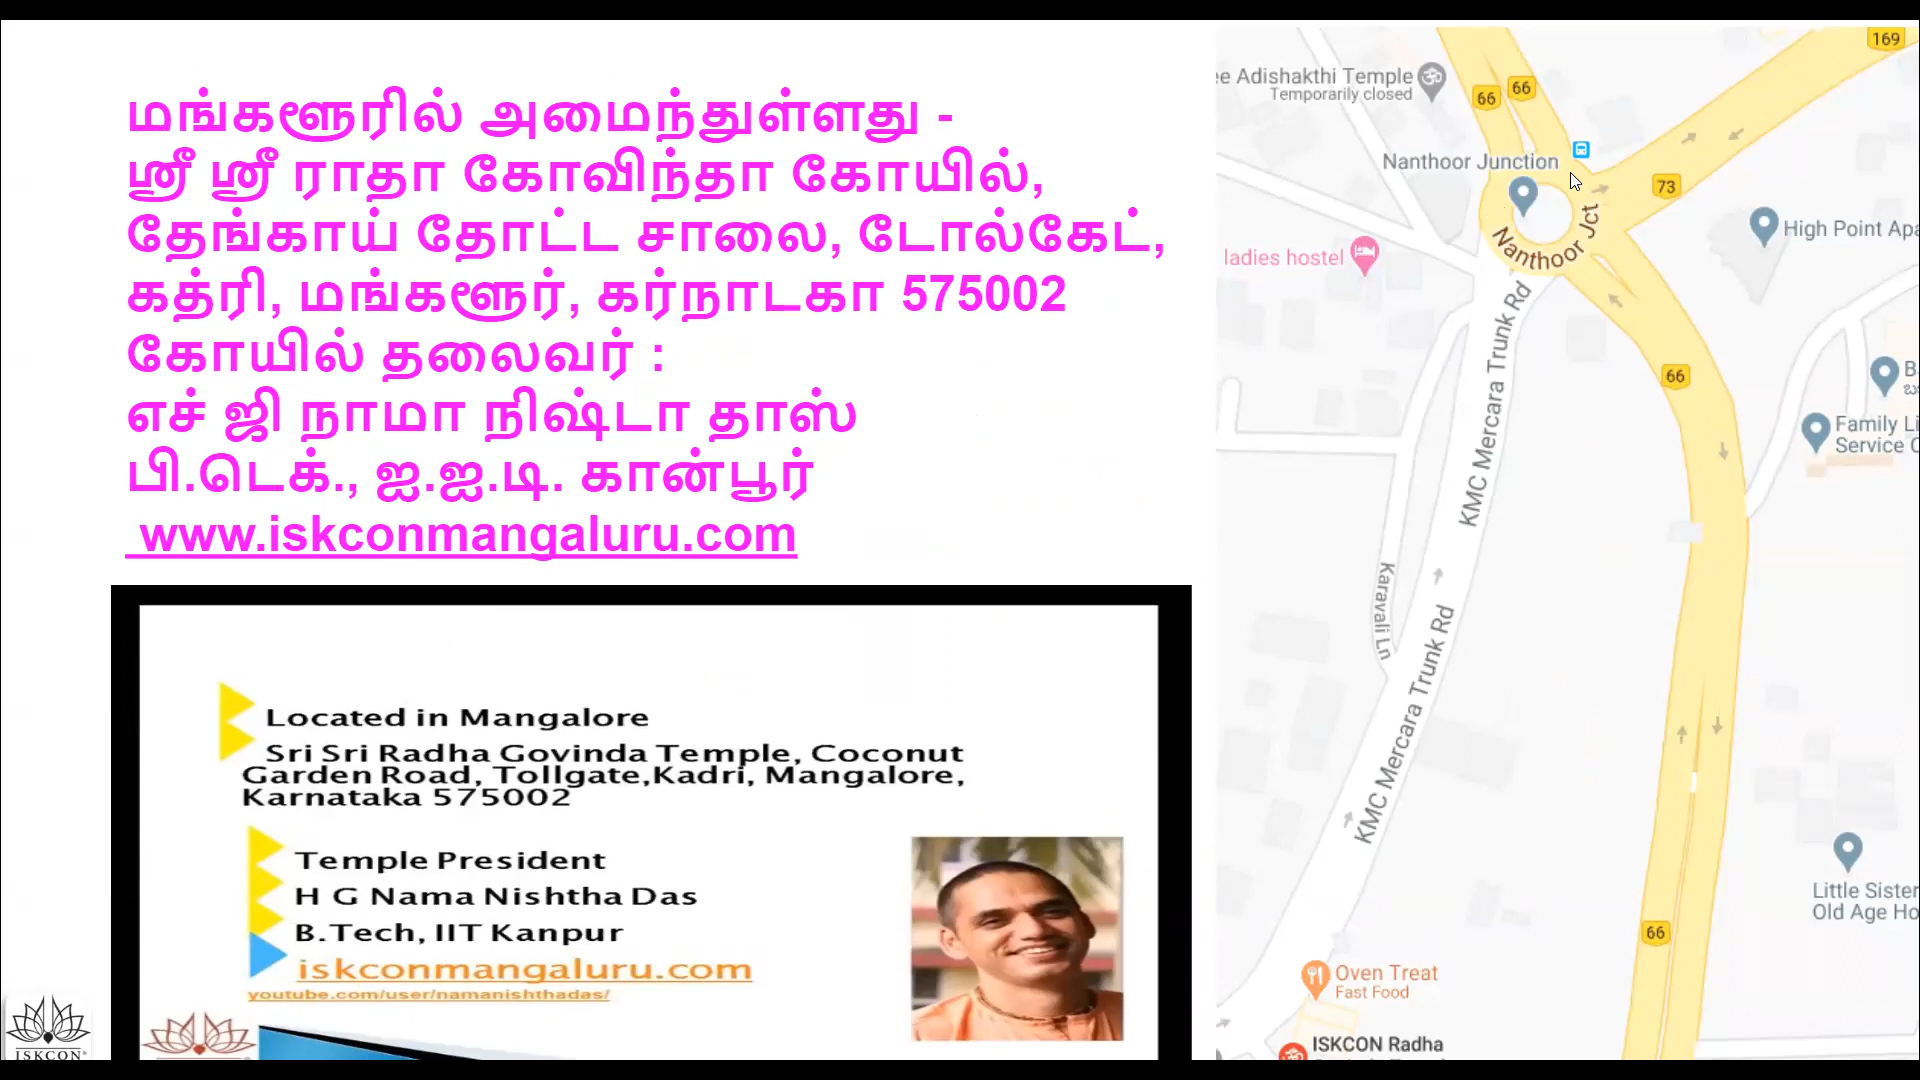 மங்களூரில் அமைந்துள்ளது -
ஸ்ரீ ஸ்ரீ ராதா கோவிந்தா கோயில்,
தேங்காய் தோட்ட சாலை, டோல்கேட்,
கத்ரி, மங்களூர், கர்நாடகா 575002
கோயில் தலைவர் :
எச் ஜி நாமா நிஷ்டா தாஸ்
பி.டெக்., ஐ.ஐ.டி. கான்பூர்
www.iskconmangaluru.com
Located in Mangalore
Sri Sri Radha Govinda Temple, Coconut
Garden Road, Tollgate,Kadri, Mangalore,
Karnataka 575002
Temple President
H G Nama Nishtha Das
B.Tech, IIT Kanpur
iskconmangaluru.com
youtube.com/user/namanishthadas/
ISKCON
169
Adishakthi Temple
Temporarily closed
66
66
Nanthoor Junction
73
Nanthoor Jct
High Point
ladies hostel
KMC Mercara Trunk Rd
66
Family
Service
Karavali Ln
KMC Mercara Trunk Rd
Little
Old Age
66
Oven Treat
Fast Food
ISKCON Radha